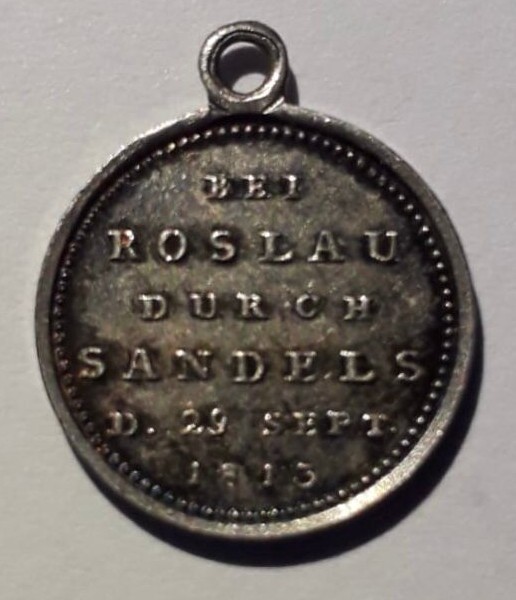 BEI
ROSLAU
DURCH
SANDELS
D. 29 SEPT.
1813